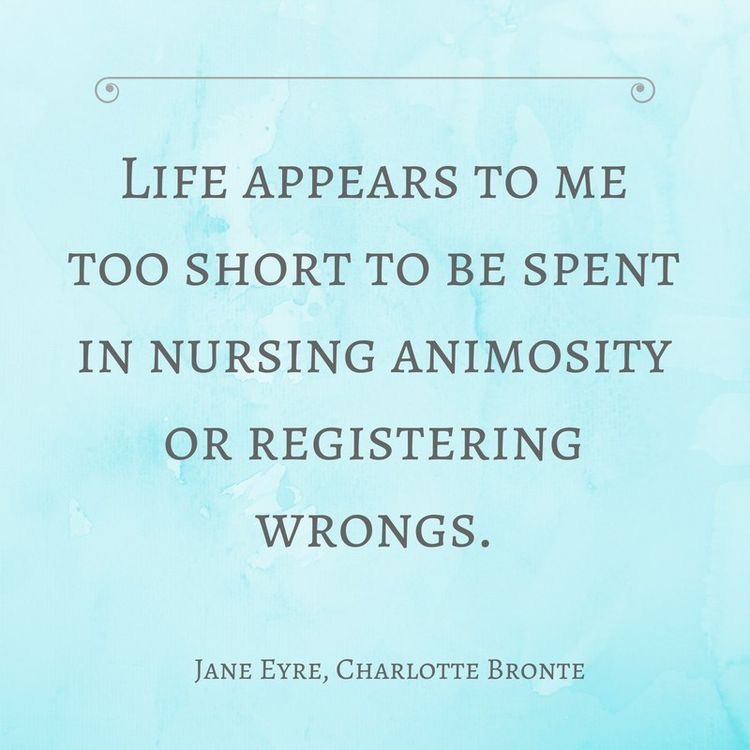 Life appears to me
too short to be spent
in nursing animosity
or registering
wrongs.
Jane Eyre, Charlotte Bronte